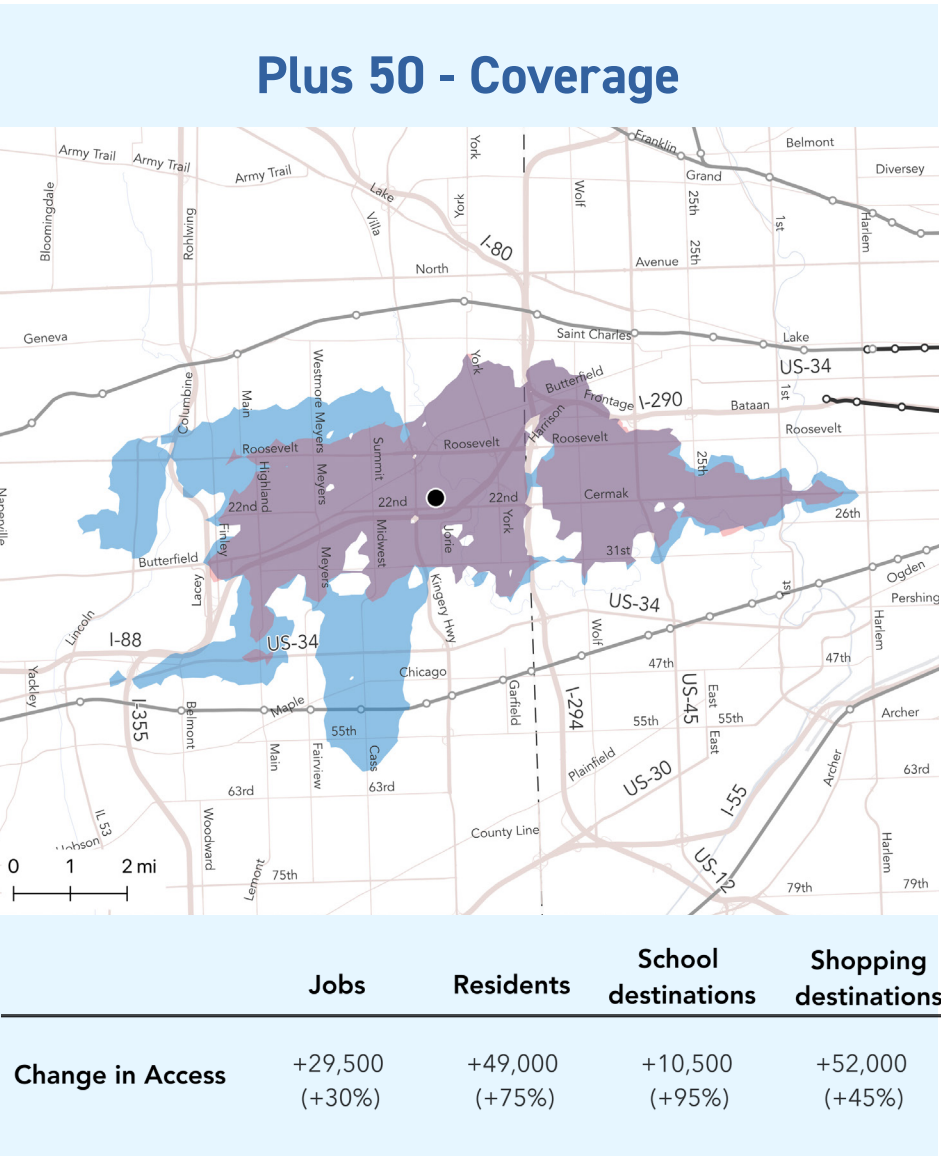 Plus 50 - Coverage
Army Trail
Army Trail
Army Trail
Bloomingdale
Rohlwing
Lake
Villa
York
York
I-80
North
Wolf
Franklin
Grand
25th
25th
Avenue
Belmont
Diversey
1st
Harlem
Geneva
Saint Charles
Lake
US-34
Columbine
Main
Westmore Meyers
York
Butterfield
Frontage
I-290
Harrison
1st
Bataan
Roosevelt
Roosevelt
Summit
Roosevelt
Roosevelt
25th
Highland
Meyers
22nd
22nd
22nd
Cermak
26th
Naperville
Finley
Midwest
Jorie
York
Butterfield
Meyers
31st
Lacey
Kingery Hwy
1st
Ogden
Pershing
Lincoln
I-88
US-34
US-34
Wolf
Harlem
Yackley
Chicago
47th
47th
I-355
Belmont
Maple
55th
Garfield
I-294
US-45
East
East
55th
55th
Archer
Main
Fairview
Cass
63rd
63rd
Plainfield
US-30
I-55
Archer
63rd
IL 53
Hobson
Woodward
Lemont
75th
County Line
US-12
79th
Harlem
79th
0 1 2 mi
Jobs Residents School destinations Shopping destinations
Change in Access +29,500 +49,000 +10,500 +52,000
(+30%) (+75%) (+95%) (+45%)